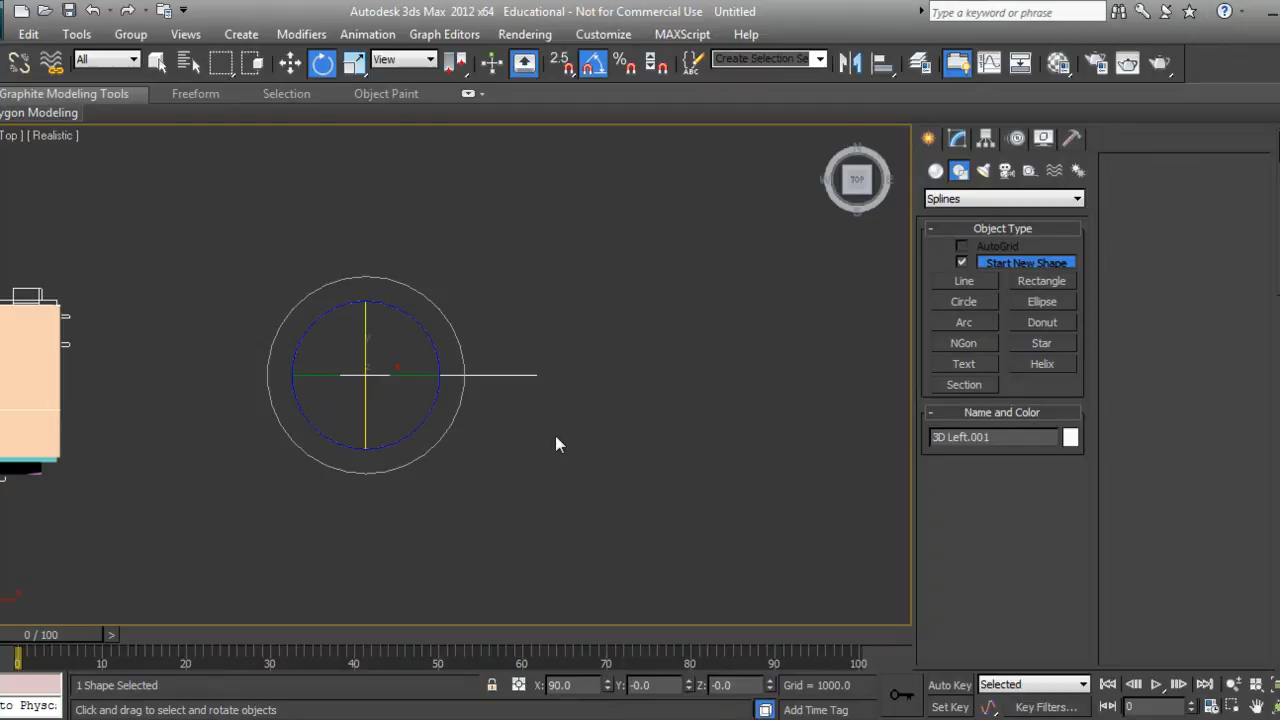 Autodesk 3ds Max 2012 x64 Educational - Not for Commercial Use Untitled
Type a keyword or phrase
Edit Tools Group Views Create Modifiers Animation Graph Editors Rendering Customize MAXScript Help
All View 2.5 Create Selection Se
Graphite Modeling Tools Freeform Selection Object Paint
ygon Modeling
Top ] [ Realistic ]
TOP
Splines
- Object Type
AutoGrid
Start New Shape
Line Rectangle
Circle Ellipse
Arc Donut
NGon Star
Text Helix
Section
- Name and Color
3D Left.001
x
0 / 100 >
0 10 20 30 40 50 60 70 80 90 100
1 Shape Selected X: 90.0 Y: -0.0 Z: -0.0 Grid = 1000.0 Auto Key Selected
to Physca Click and drag to select and rotate objects Add Time Tag Set Key Key Filters... 0